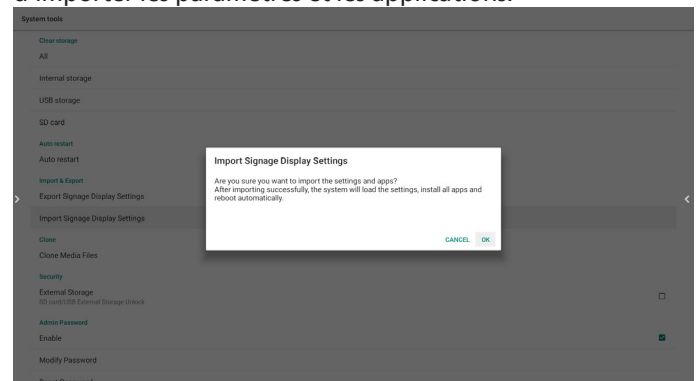 d'importer les paramètres et les applications.
System tools
Clear storage
All
Internal storage
USB storage
SD card
Auto restart
Auto restart
Import & Export
Export Signage Display Settings
Import Signage Display Settings
Clone
Clone Media Files
Security
External Storage
SD card/USB External Storage Unlock
Admin Password
Enable
Modify Password
Import Signage Display Settings
Are you sure you want to import the settings and apps?
After importing successfully, the system will load the settings, install all apps and
reboot automatically.
CANCEL OK